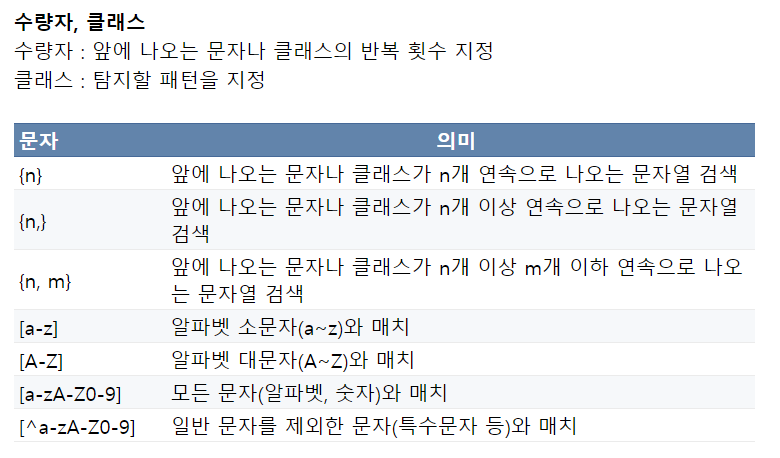 수량자, 클래스
수량자 : 앞에 나오는 문자나 클래스의 반복 횟수 지정
클래스 : 탐지할 패턴을 지정
문자 의미
{n} 앞에 나오는 문자나 클래스가 n개 연속으로 나오는 문자열 검색
{n,} 앞에 나오는 문자나 클래스가 n개 이상 연속으로 나오는 문자열
검색
{n, m} 앞에 나오는 문자나 클래스가 n개 이상 m개 이하 연속으로 나오
는 문자열 검색
[a-z] 알파벳 소문자(a~z)와 매치
[A-Z] 알파벳 대문자(A~Z)와 매치
[a-zA-Z0-9] 모든 문자(알파벳, 숫자)와 매치
[^a-zA-Z0-9] 일반 문자를 제외한 문자(특수문자 등)와 매치